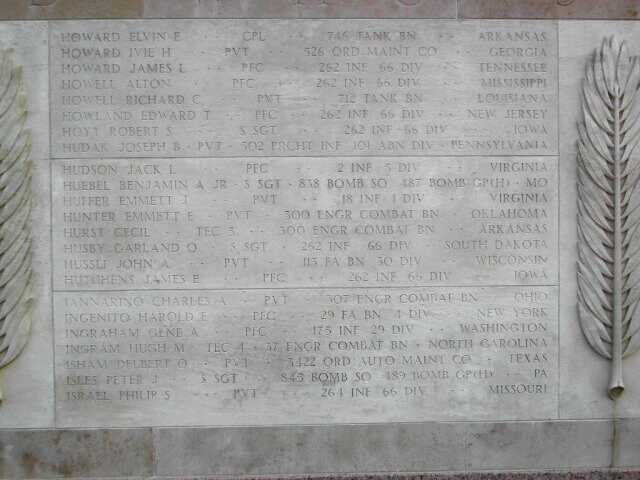 HOWARD ELVIN E · · CPL · · 746 TANK BN · · ARKANSAS
HOWARD IVIE H · · PVT · · 526 ORD MAINT CO · · GEORGIA
HOWARD JAMES L · · PFC · · 262 INF 66 DIV · · TENNESSEE
HOWELL ALTON · · PFC · · 262 INF 66 DIV · · MISSISSIPPI
HOWELL RICHARD C · · PVT · · 712 TANK BN · · LOUISIANA
HOWLAND EDWARD T · · PFC · · 262 INF 66 DIV · · NEW JERSEY
HOYT ROBERT S · · S SGT · · 262 INF 66 DIV · · IOWA
HUDAK JOSEPH B · PVT · 502 PRCHT INF 101 ABN DIV · PENNSYLVANIA
HUDSON JACK L · · PFC · · 2 INF 5 DIV · · VIRGINIA
HUEBEL BENJAMIN A JR · S SGT · 838 BOMB SQ 487 BOMB GP(H) · MO
HUFFER EMMETT J · · PVT · · 18 INF 1 DIV · · VIRGINIA
HUNTER EMMETT E · PVT · 300 ENGR COMBAT BN · OKLAHOMA
HURST CECIL · · TEC 5 · · 300 ENGR COMBAT BN · · ARKANSAS
HUSBY GARLAND O · S SGT · 262 INF 66 DIV · SOUTH DAKOTA
HUSSLI JOHN A · · PVT · · 113 FA BN 30 DIV · · WISCONSIN
HUTCHENS JAMES E · · PFC · · 262 INF 66 DIV · · IOWA
IANNARINO CHARLES A · PVT · 307 ENGR COMBAT BN · OHIO
INGENITO HAROLD E · · PFC · · 29 FA BN 4 DIV · · NEW YORK
INGRAHAM GENE A · · PFC · · 175 INF 29 DIV · · WASHINGTON
INGRAM HUGH M · TEC 4 · 37 ENGR COMBAT BN · NORTH CAROLINA
ISHAM DELBERT O · PVT · 3422 ORD AUTO MAINT CO · TEXAS
ISLES PETER J · S SGT · 845 BOMB SQ 489 BOMB GP(H) · PA
ISRAEL PHILIP S · · PVT · · 264 INF 66 DIV · · MISSOURI